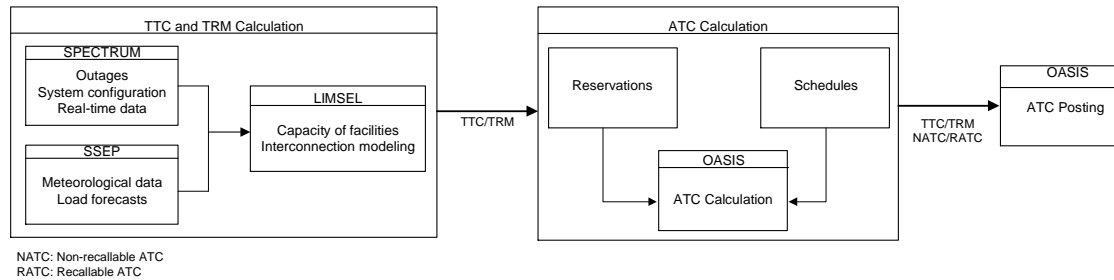 TTC and TRM Calculation
SPECTRUM
Outages
System configuration
Real-time data
SSEP
Meteorological data
Load forecasts
LIMSEL
Capacity of facilities
Interconnection modeling
TTC/TRM
ATC Calculation
Reservations
Schedules
OASIS
ATC Calculation
TTC/TRM
NATC/RATC
OASIS
ATC Posting
NATC: Non-recallable ATC
RATC: Recallable ATC